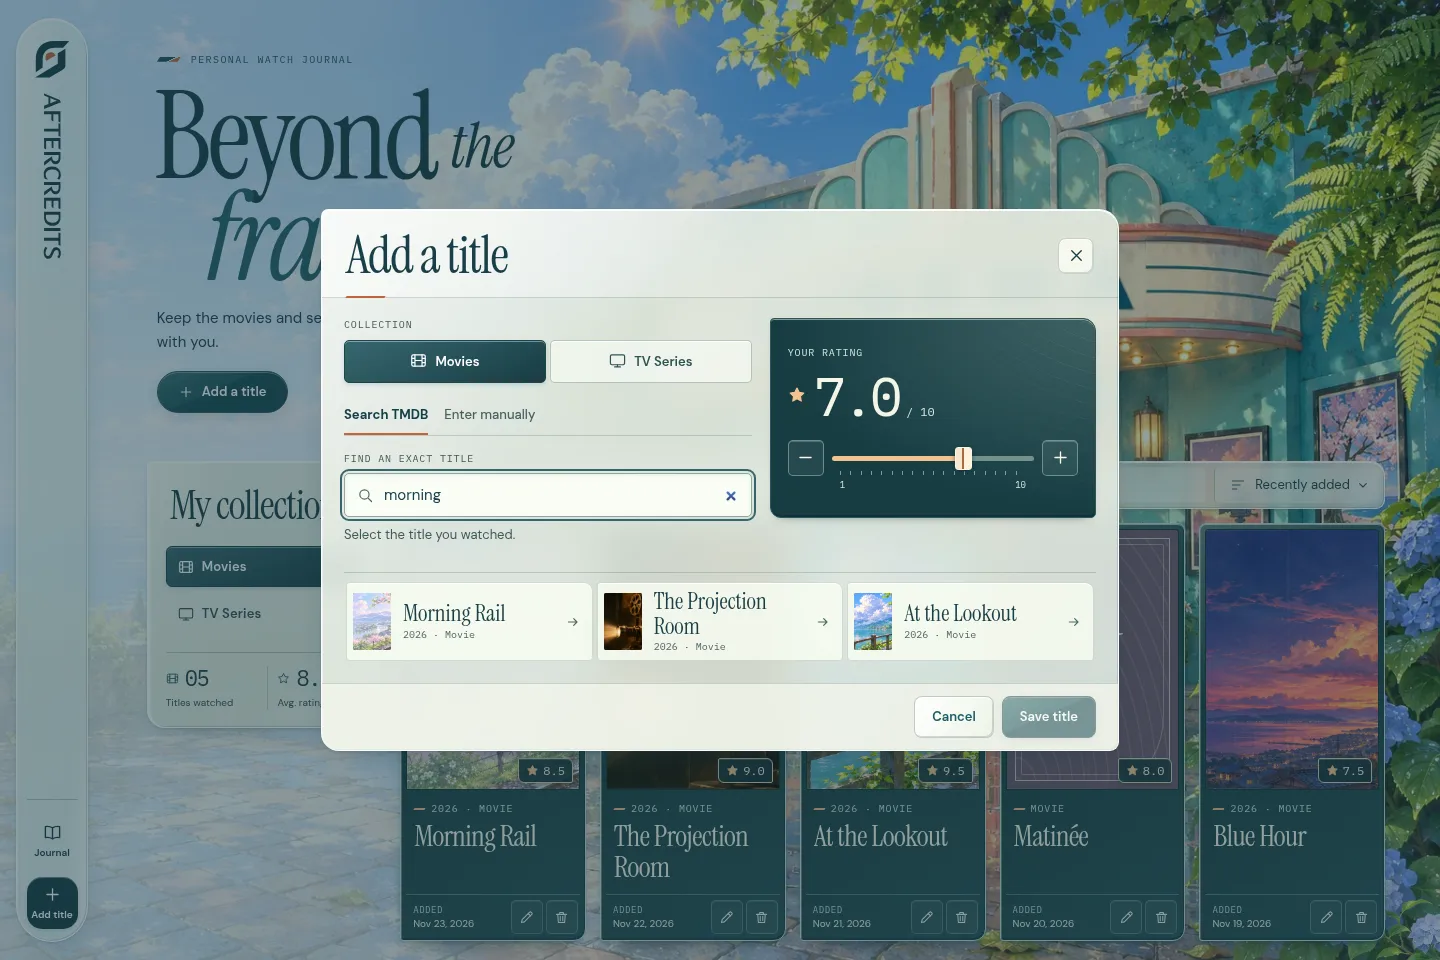 AFTERCREDITS
PERSONAL WATCH JOURNAL
Beyond the
fra
Keep the movies and se
with you.
Add a title
My collectio
Movies
TV Series
05
Titles watched
8.
Avg. ratin
Journal
Add title
Add a title
COLLECTION
Movies
TV Series
Search TMDB
Enter manually
FIND AN EXACT TITLE
morning
Select the title you watched.
YOUR RATING
7.0 / 10
1
10
Morning Rail
2026 · Movie
The Projection
Room
2026 · Movie
At the Lookout
2026 · Movie
Cancel
Save title
Recently added
8.5
2026 · MOVIE
Morning Rail
ADDED
Nov 23, 2026
9.0
2026 · MOVIE
The Projection
Room
ADDED
Nov 22, 2026
9.5
2026 · MOVIE
At the Lookout
ADDED
Nov 21, 2026
8.0
MOVIE
Matinée
ADDED
Nov 20, 2026
7.5
2026 · MOVIE
Blue Hour
ADDED
Nov 19, 2026